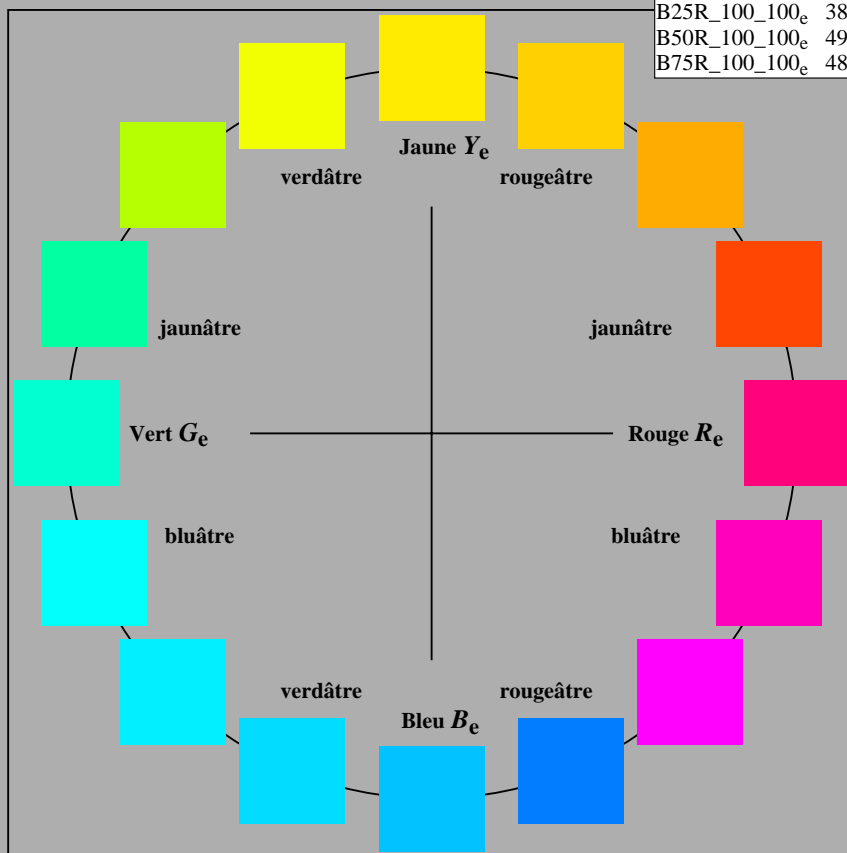 B25R_100_100e 38
B50R_100_100e 49
B75R_100_100e 48
Jaune Ye
verdâtre rougeâtre
jaunâtre jaunâtre
Vert Ge Rouge Re
bluâtre bluâtre
verdâtre rougeâtre
Bleu Be